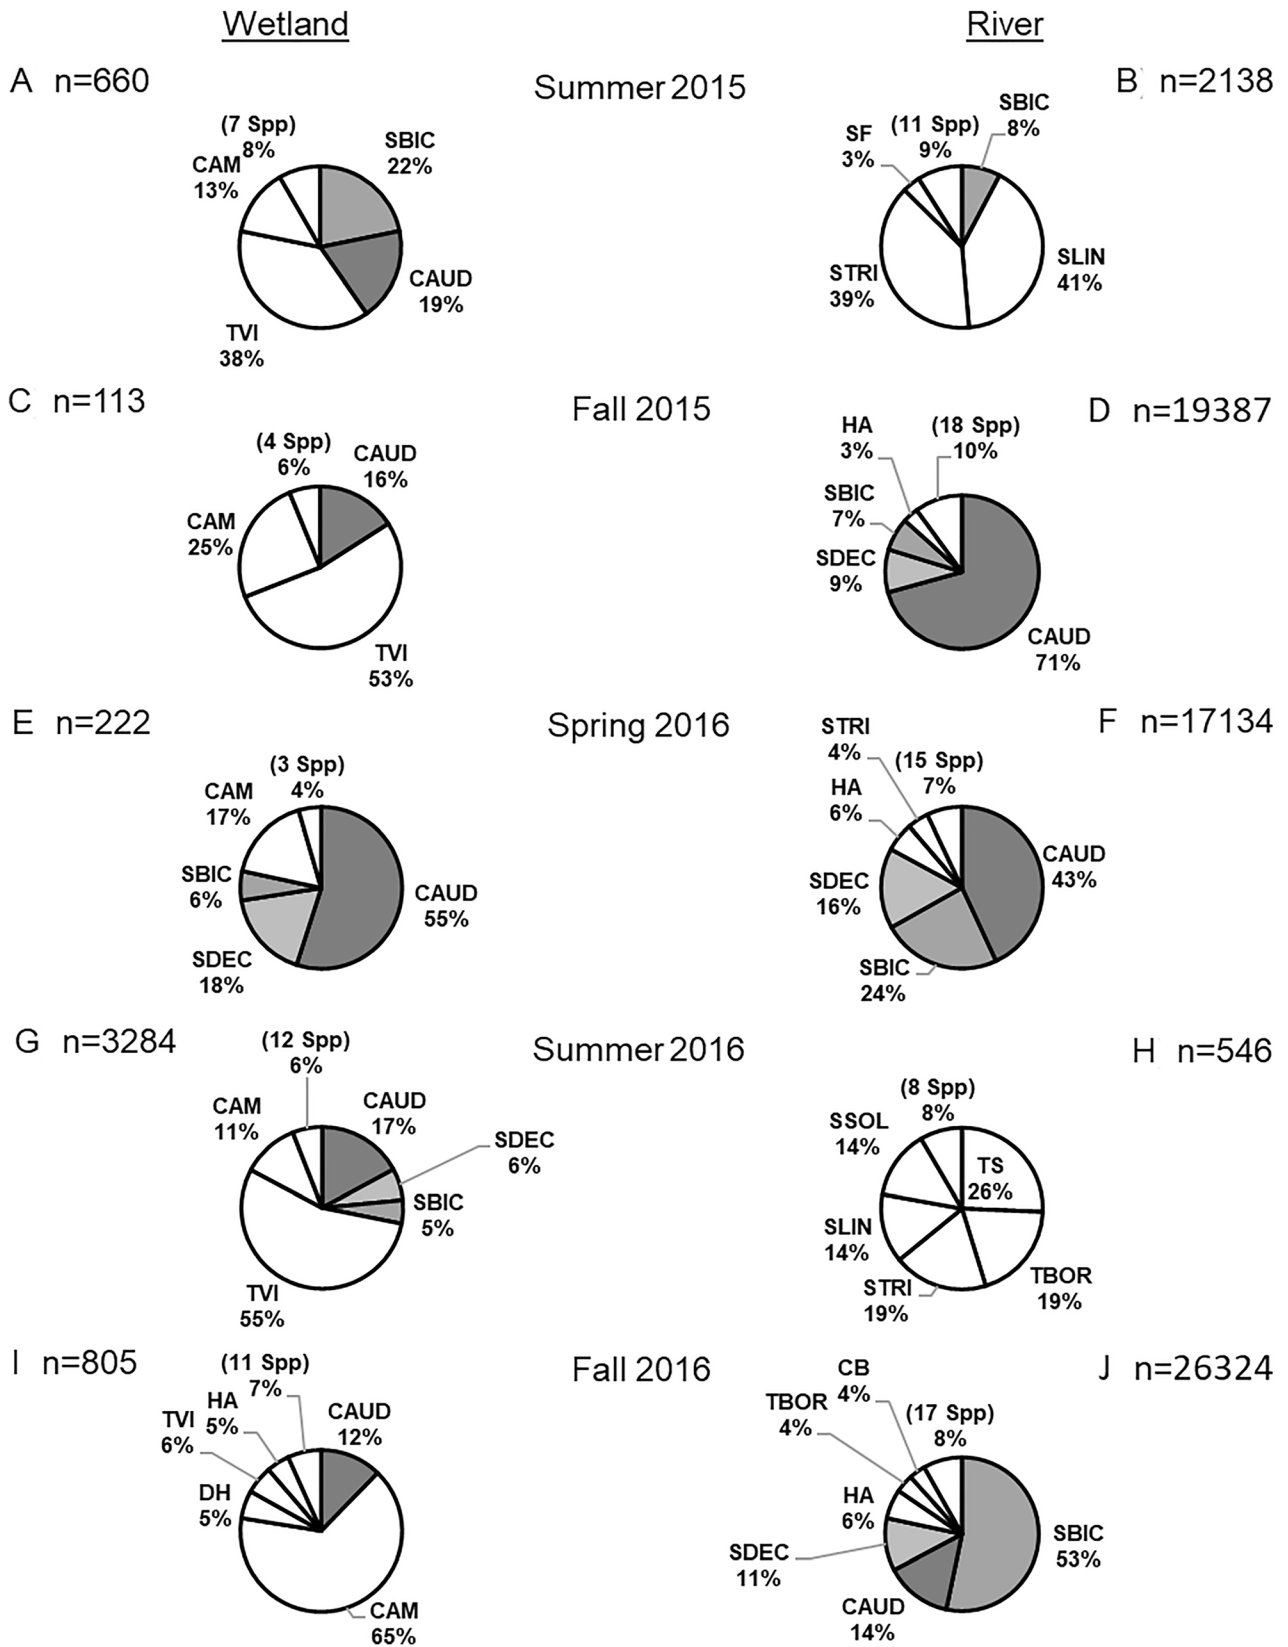 Wetland
River
A n=660
Summer 2015
B n=2138
(7 Spp)
8%
SBIC
22%
CAM
13%
CAUD
19%
TVI
38%
SF
3%
(11 Spp)
9%
SBIC
8%
STRI
39%
SLIN
41%
C n=113
Fall 2015
D n=19387
(4 Spp)
6%
CAUD
16%
CAM
25%
TVI
53%
HA
3%
(18 Spp)
10%
SBIC
7%
SDEC
9%
CAUD
71%
E n=222
Spring 2016
F n=17134
(3 Spp)
4%
CAM
17%
SBIC
6%
CAUD
55%
SDEC
18%
STRI
4%
(15 Spp)
7%
HA
6%
CAUD
43%
SDEC
16%
SBIC
24%
G n=3284
Summer 2016
H n=546
(12 Spp)
6%
CAM
11%
CAUD
17%
SDEC
6%
SBIC
5%
TVI
55%
(8 Spp)
8%
SSOL
14%
TS
26%
SLIN
14%
STRI
19%
TBOR
19%
I n=805
Fall 2016
J n=26324
(11 Spp)
7%
HA
5%
TVI
6%
CAUD
12%
DH
5%
CAM
65%
CB
4%
TBOR
4%
(17 Spp)
8%
HA
6%
SBIC
53%
SDEC
11%
CAUD
14%